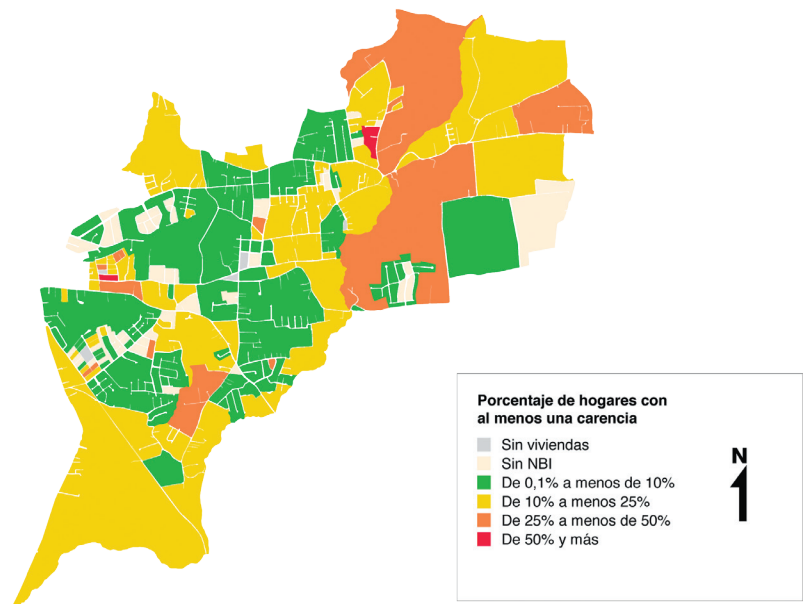 Porcentaje de hogares con
al menos una carencia
Sin viviendas
Sin NBI
De 0,1% a menos de 10%
De 10% a menos 25%
De 25% a menos de 50%
De 50% y más
N